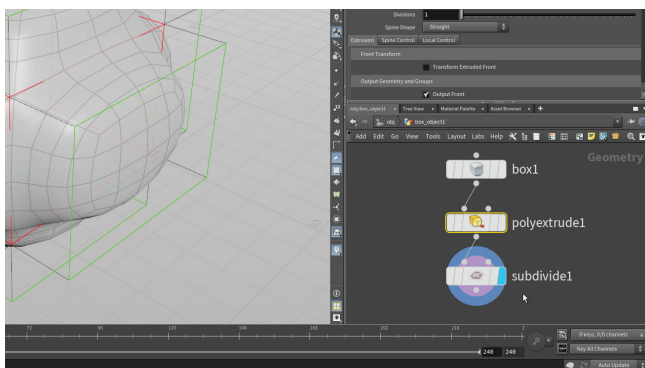 Divisions 1
Spine Shape Straight
Extrusion Spine Control Local Control
Front Transform
Transform Extruded Front
Output Geometry and Groups
Output Front
/obj/box_object1 × Tree View × Material Palette × Asset Browser × +
obj box_object1
Add Edit Go View Tools Layout Labs Help
Geometry
box1
polyextrude1
subdivide1
72 96 120 144 168 192 216 2
240 240
0 keys, 0/0 channels
Key All Channels
Auto Update